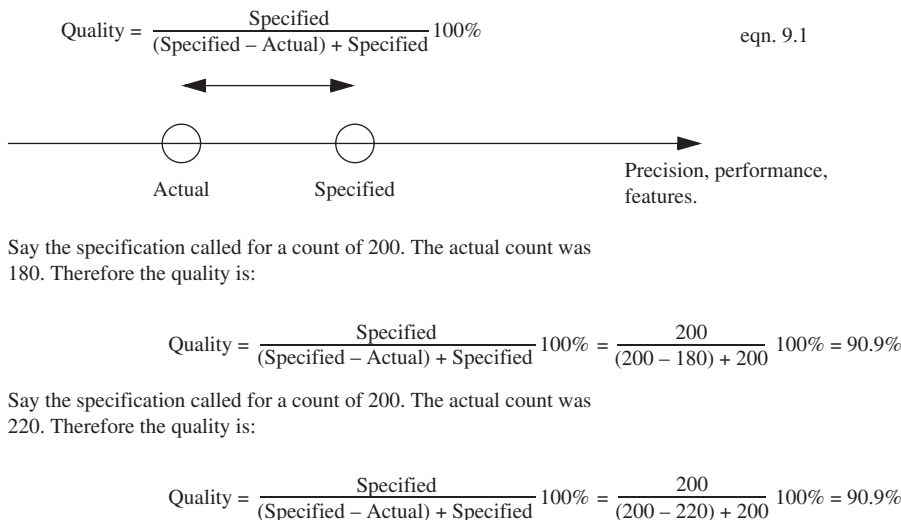 Quality = Specified / (Specified – Actual) + Specified 100% eqn. 9.1
Actual Specified Precision, performance,
features.
Say the specification called for a count of 200. The actual count was
180. Therefore the quality is:
Quality = Specified / (Specified – Actual) + Specified 100% = 200 / (200 – 180) + 200 100% = 90.9%
Say the specification called for a count of 200. The actual count was
220. Therefore the quality is:
Quality = Specified / (Specified – Actual) + Specified 100% = 200 / (200 – 220) + 200 100% = 90.9%